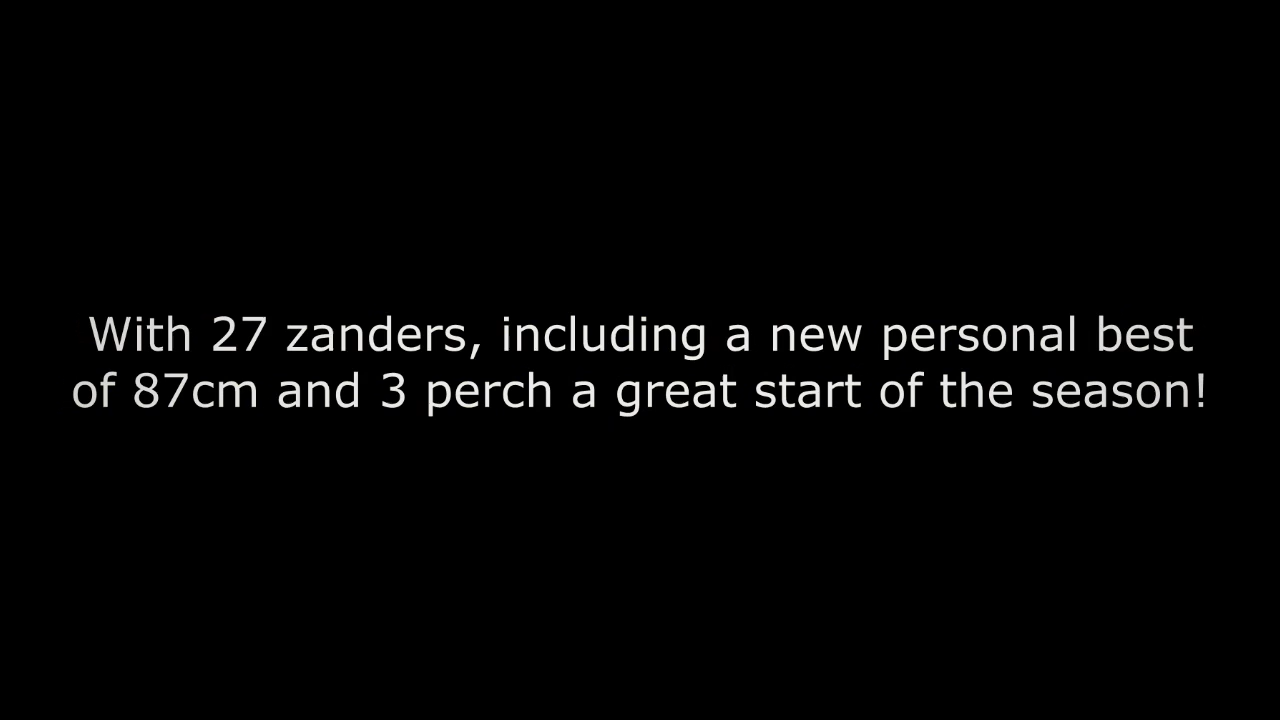 With 27 zanders, including a new personal best
of 87cm and 3 perch a great start of the season!